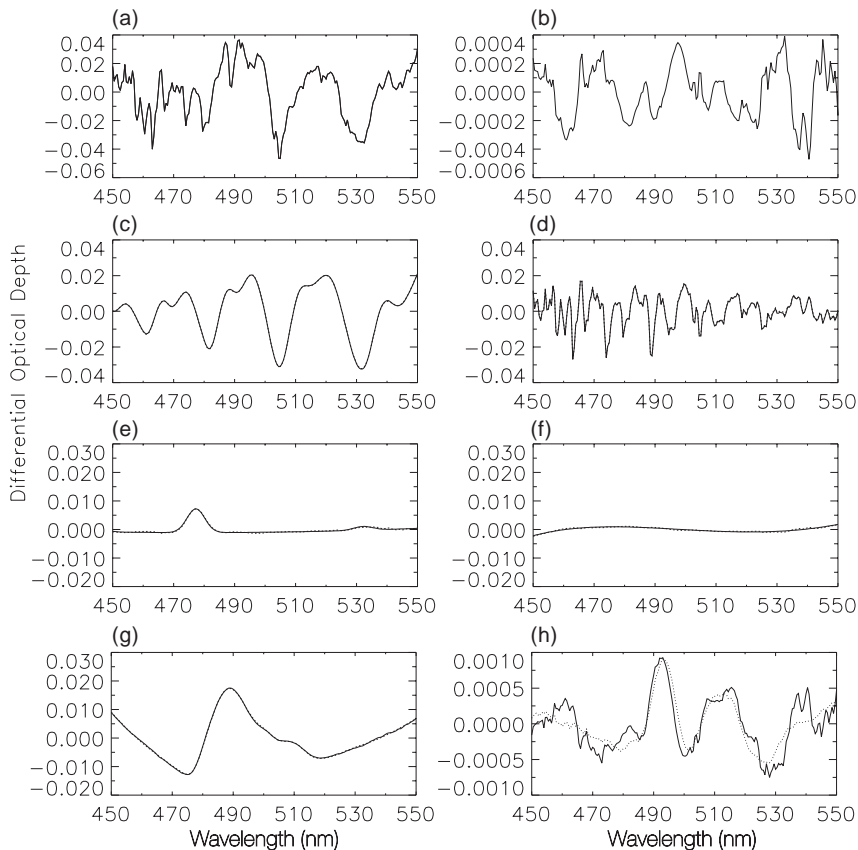 (a) (b)
0.04 0.0004
0.02 0.0002
0.00 0.0000
−0.02 −0.0002
−0.04 −0.0004
−0.06 −0.0006
450 470 490 510 530 550 450 470 490 510 530 550
(c) (d)
0.04 0.04
0.02 0.02
0.00 0.00
−0.02 −0.02
−0.04 −0.04
450 470 490 510 530 550 450 470 490 510 530 550
Differential Optical Depth
(e) (f)
0.030 0.030
0.020 0.020
0.010 0.010
0.000 0.000
−0.010 −0.010
−0.020 −0.020
450 470 490 510 530 550 450 470 490 510 530 550
(g) (h)
0.030 0.0010
0.020 0.0005
0.010 0.0000
0.000 −0.0005
−0.010 −0.0010
−0.020
450 470 490 510 530 550 450 470 490 510 530 550
Wavelength (nm) Wavelength (nm)